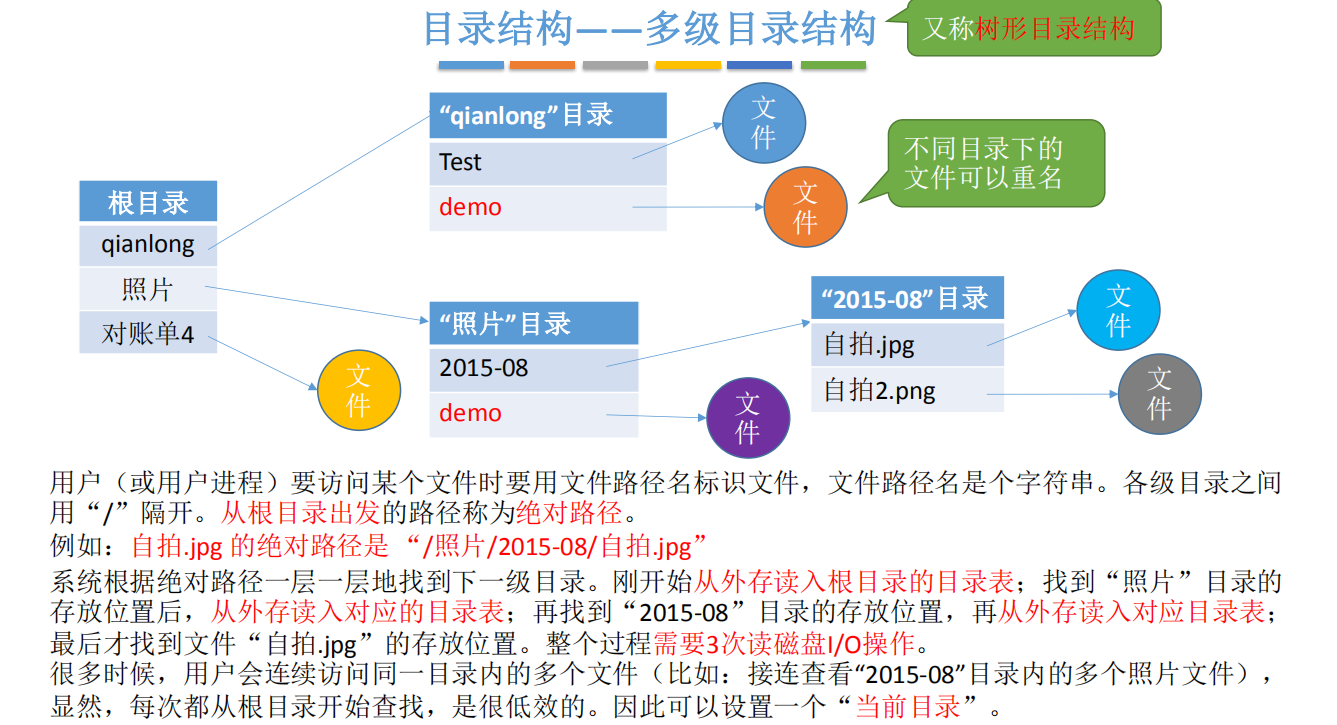 目录结构——多级目录结构
又称树形目录结构
“qianlong”目录
Test
demo
文
件
文
件
不同目录下的
文件可以重名
根目录
qianlong
照片
对账单4
文
件
“照片”目录
2015-08
demo
文
件
“2015-08”目录
自拍.jpg
自拍2.png
文
件
文
件
用户（或用户进程）要访问某个文件时要用文件路径名标识文件，文件路径名是个字符串。各级目录之间
用“/”隔开。从根目录出发的路径称为绝对路径。
例如：自拍.jpg 的绝对路径是 “/照片/2015-08/自拍.jpg”
系统根据绝对路径一层一层地找到下一级目录。刚开始从外存读入根目录的目录表；找到“照片”目录的
存放位置后，从外存读入对应的目录表；再找到“2015-08”目录的存放位置，再从外存读入对应目录表；
最后才找到文件“自拍.jpg”的存放位置。整个过程需要3次读磁盘I/O操作。
很多时候，用户会连续访问同一目录内的多个文件（比如：接连查看“2015-08”目录内的多个照片文件），
显然，每次都从根目录开始查找，是很低效的。因此可以设置一个“当前目录”。